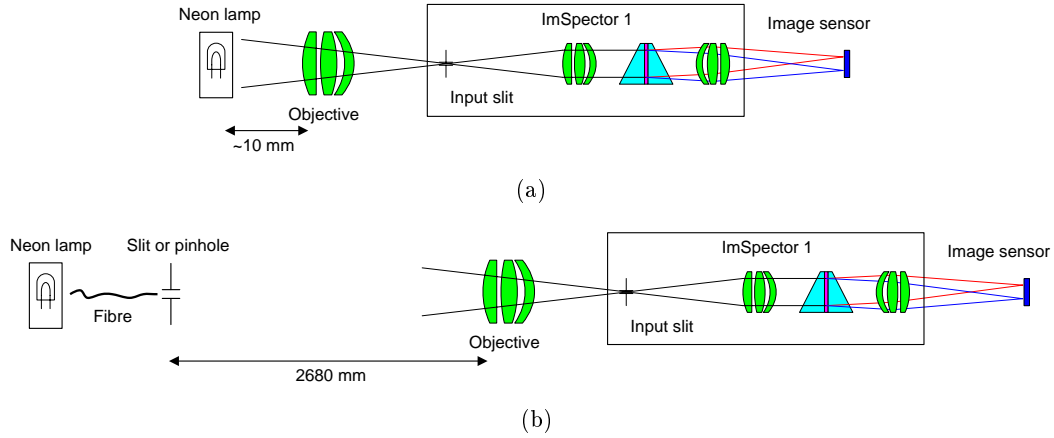 ImSpector 1
Neon lamp
Image sensor
Input slit
Objective
~10 mm
(a)
Neon lamp
Slit or pinhole
ImSpector 1
Image sensor
Fibre
Input slit
Objective
2680 mm
(b)